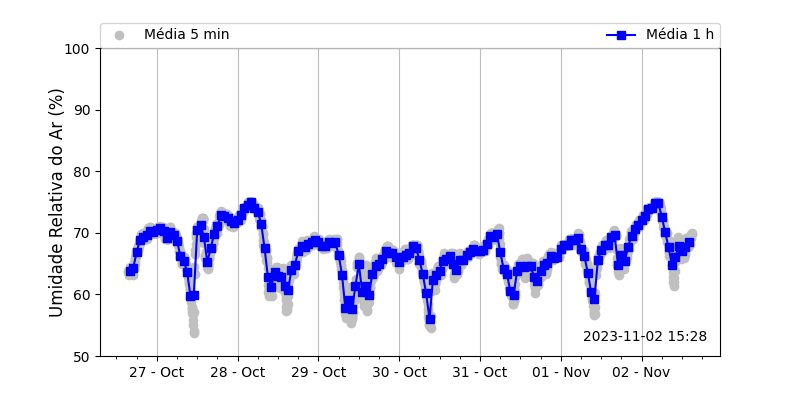 Média 5 min Média 1 h
Umidade Relativa do Ar (%)
100
90
80
70
60
50
2023-11-02 15:28
27 - Oct 28 - Oct 29 - Oct 30 - Oct 31 - Oct 01 - Nov 02 - Nov